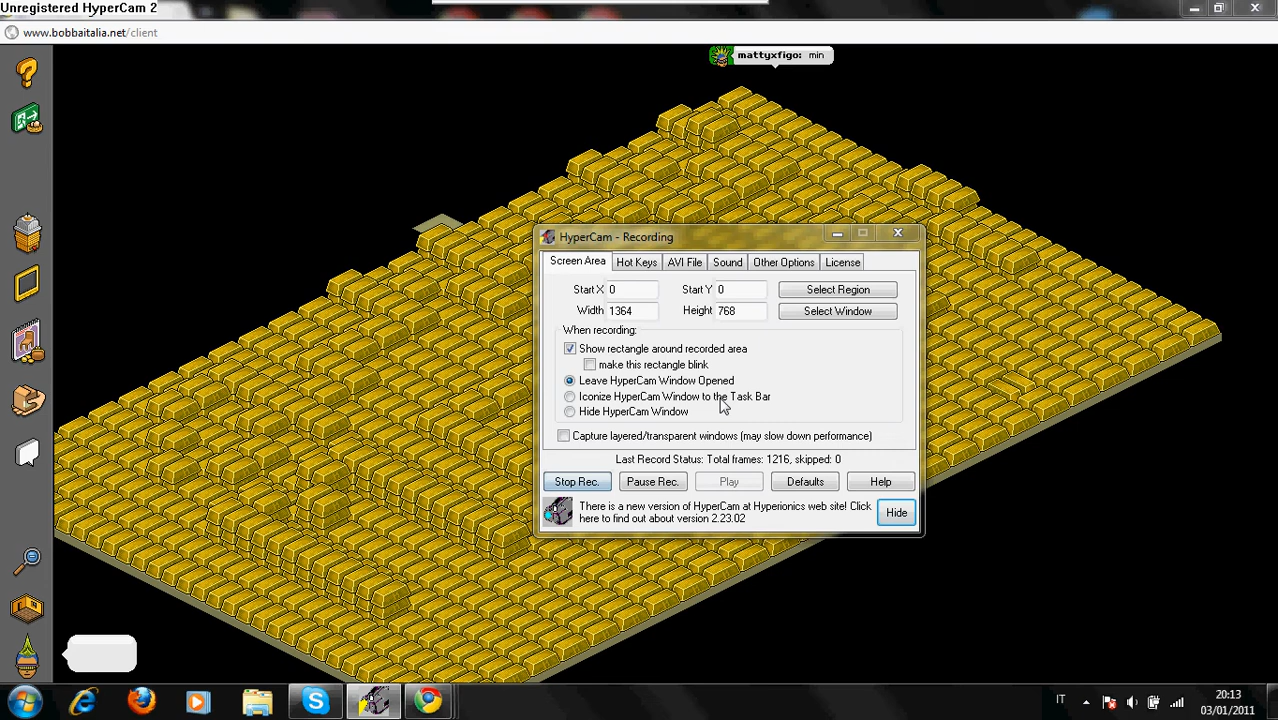 Unregistered HyperCam 2
www.bobbaitalia.net/client
mattyxfigo: min
HyperCam - Recording
Screen Area Hot Keys AVI File Sound Other Options License
Start X 0 Start Y 0 Select Region
Width 1364 Height 768 Select Window
When recording:
Show rectangle around recorded area
make this rectangle blink
Leave HyperCam Window Opened
Iconize HyperCam Window to the Task Bar
Hide HyperCam Window
Capture layered/transparent windows (may slow down performance)
Last Record Status: Total frames: 1216, skipped: 0
Stop Rec. Pause Rec. Play Defaults Help
There is a new version of HyperCam at Hyperionics web site! Click
here to find out about version 2.23.02
Hide
IT
20:13
03/01/2011